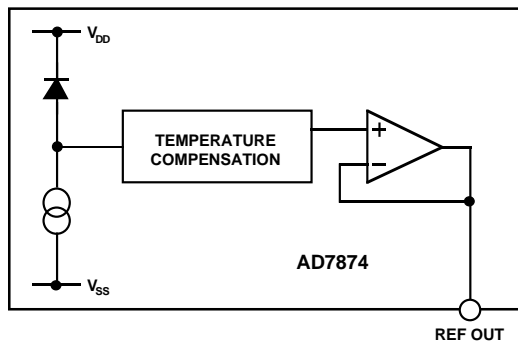 VDD
TEMPERATURE
COMPENSATION
+
−
AD7874
VSS
REF OUT